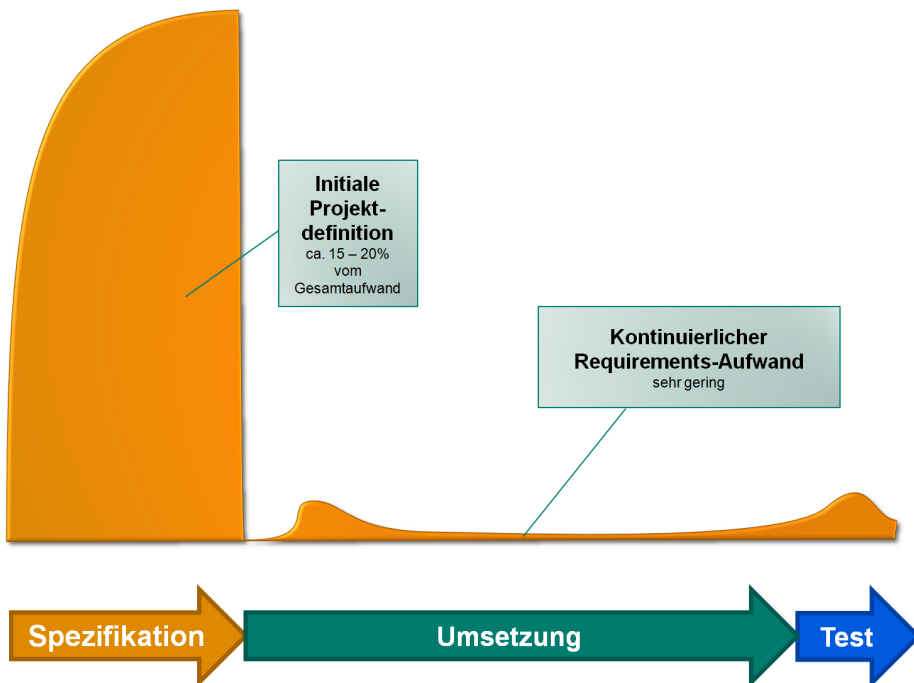 Initiale
Projekt-
definition
ca. 15 – 20%
vom
Gesamtaufwand
Kontinuierlicher
Requirements-Aufwand
sehr gering
Spezifikation
Umsetzung
Test